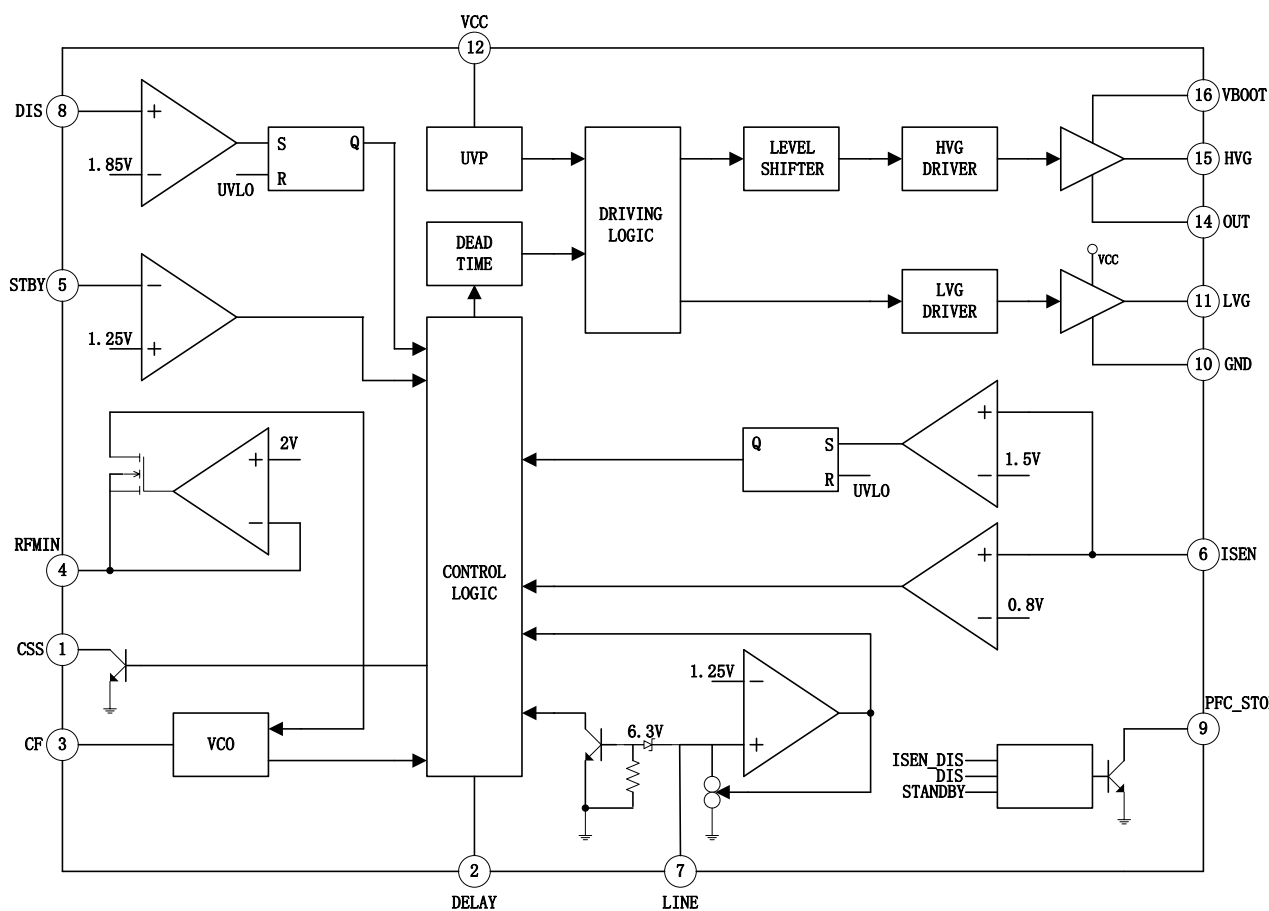 VCC
12
DIS 8
+
1.85V
−
S Q
UVLO R
UVP
DRIVING
LOGIC
LEVEL
SHIFTER
HVG
DRIVER
16 VBOOT
15 HVG
14 OUT
DEAD
TIME
STBY 5
−
1.25V
+
VCC
LVG
DRIVER
11 LVG
10 GND
2V
+
−
RFMIN
4
Q S
R
UVLO
+
1.5V
−
6 ISEN
+
0.8V
−
CONTROL
LOGIC
CSS 1
CF 3
VCO
1.25V
−
6.3V
+
PFC_STO
9
ISEN_DIS
DIS
STANDBY
2
DELAY
7
LINE